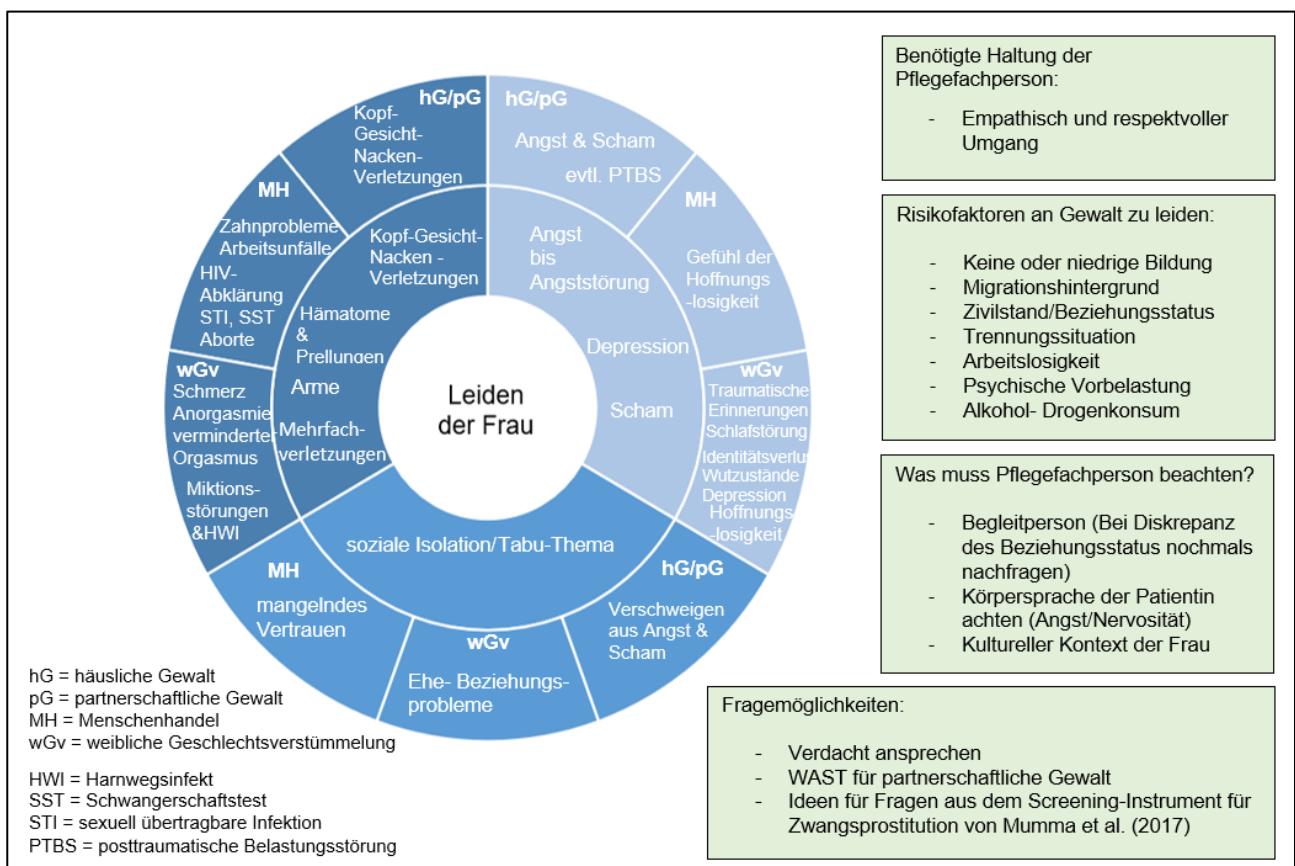 hG/pG
Kopf-
Gesicht-
Nacken-
Verletzungen
hG/pG
Angst & Scham
evtl. PTBS
MH
Zahnprobleme
Arbeitsunfälle
HIV-
Abklärung
STI, SST
Aborte
MH
Gefühl der
Hoffnungs
-losigkeit
Kopf-Gesicht-
Nacken -
Verletzungen
Hämatome
&
Prellungen
Arme
Mehrfach-
verletzungen
Angst
bis
Angststörung
Depression
Scham
Leiden
der Frau
wGv
Schmerz
Anorgasmie
verminderter
Orgasmus
Miktions-
störungen
&HWI
wGv
Traumatische
Erinnerungen
Schlafstörung
Identitätsverlus
Wutzustände
Depression
Hoffnungs
-losigkeit
soziale Isolation/Tabu-Thema
MH
mangelndes
Vertrauen
wGv
Ehe- Beziehungs-
probleme
hG/pG
Verschweigen
aus Angst &
Scham
hG = häusliche Gewalt
pG = partnerschaftliche Gewalt
MH = Menschenhandel
wGv = weibliche Geschlechtsverstümmelung
HWI = Harnwegsinfekt
SST = Schwangerschaftstest
STI = sexuell übertragbare Infektion
PTBS = posttraumatische Belastungsstörung
Benötigte Haltung der
Pflegefachperson:
- Empathisch und respektvoller
Umgang
Risikofaktoren an Gewalt zu leiden:
- Keine oder niedrige Bildung
- Migrationshintergrund
- Zivilstand/Beziehungsstatus
- Trennungssituation
- Arbeitslosigkeit
- Psychische Vorbelastung
- Alkohol- Drogenkonsum
Was muss Pflegefachperson beachten?
- Begleitperson (Bei Diskrepanz
des Beziehungsstatus nochmals
nachfragen)
- Körpersprache der Patientin
achten (Angst/Nervosität)
- Kultureller Kontext der Frau
Fragemöglichkeiten:
- Verdacht ansprechen
- WAST für partnerschaftliche Gewalt
- Ideen für Fragen aus dem Screening-Instrument für
Zwangsprostitution von Mumma et al. (2017)